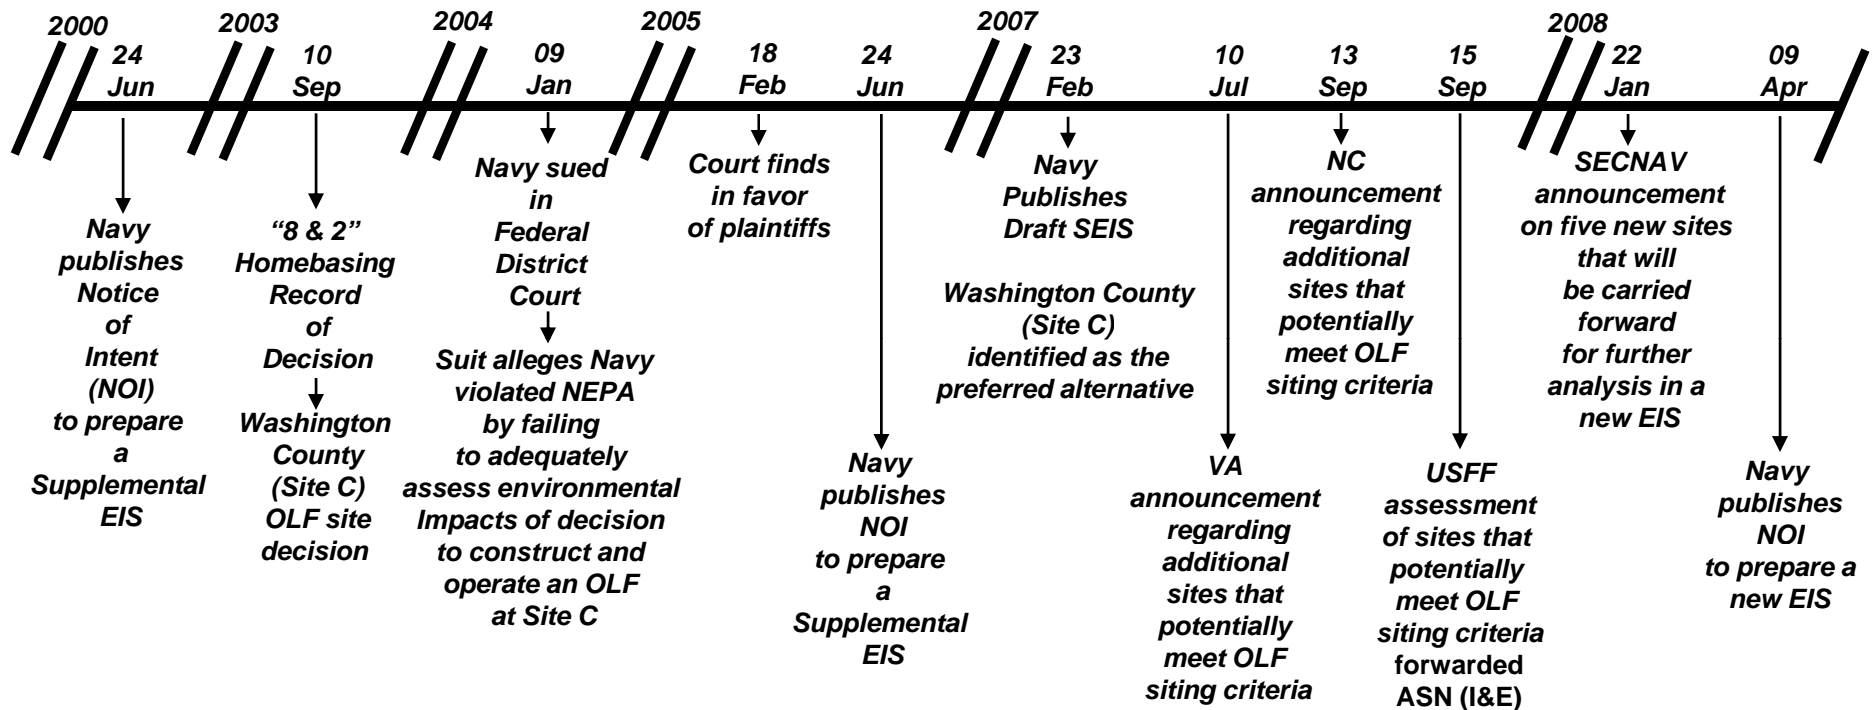 2000
24
Jun
Navy
publishes
Notice
of
Intent
(NOI)
to prepare
a
Supplemental
EIS
2003
10
Sep
“8 & 2”
Homebasing
Record
of
Decision
Washington
County
(Site C)
OLF site
decision
2004
09
Jan
Navy sued
in
Federal
District
Court
Suit alleges Navy
violated NEPA
by failing
to adequately
assess environmental
Impacts of decision
to construct and
operate an OLF
at Site C
2005
18
Feb
Court finds
in favor
of plaintiffs
24
Jun
Navy
publishes
NOI
to prepare
a
Supplemental
EIS
2007
23
Feb
Navy
Publishes
Draft SEIS
Washington County
(Site C)
identified as the
preferred alternative
10
Jul
VA
announcement
regarding
additional
sites that
potentially
meet OLF
siting criteria
13
Sep
NC
announcement
regarding
additional
sites that
potentially
meet OLF
siting criteria
15
Sep
USFF
assessment
of sites that
potentially
meet OLF
siting criteria
forwarded
ASN (I&E)
2008
22
Jan
SECNAV
announcement
on five new sites
that will
be carried
forward
for further
analysis in a
new EIS
09
Apr
Navy
publishes
NOI
to prepare a
new EIS